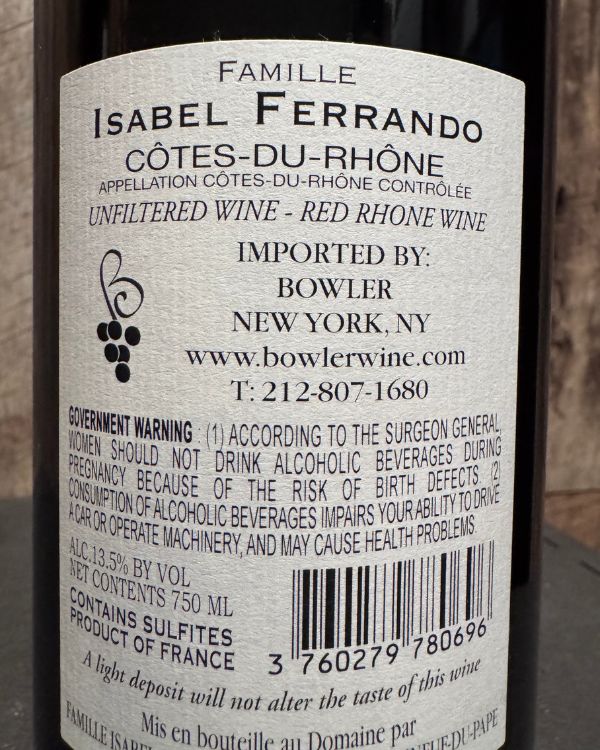 FAMILLE
ISABEL FERRANDO
CÔTES-DU-RHÔNE
APPELLATION CÔTES-DU-RHÔNE CONTRÔLÉE
UNFILTERED WINE - RED RHONE WINE
IMPORTED BY:
BOWLER
NEW YORK, NY
www.bowlerwine.com
T: 212-807-1680
GOVERNMENT WARNING : (1) ACCORDING TO THE SURGEON GENERAL,
WOMEN SHOULD NOT DRINK ALCOHOLIC BEVERAGES DURING
PREGNANCY BECAUSE OF THE RISK OF BIRTH DEFECTS. (2)
CONSUMPTION OF ALCOHOLIC BEVERAGES IMPAIRS YOUR ABILITY TO DRIVE
A CAR OR OPERATE MACHINERY, AND MAY CAUSE HEALTH PROBLEMS
ALC.13.5% BY VOL
NET CONTENTS 750 ML
CONTAINS SULFITES
PRODUCT OF FRANCE
3 760279 780696
A light deposit will not alter the taste of this wine
Mis en bouteille au Domaine par
FAMILLE ISABEL